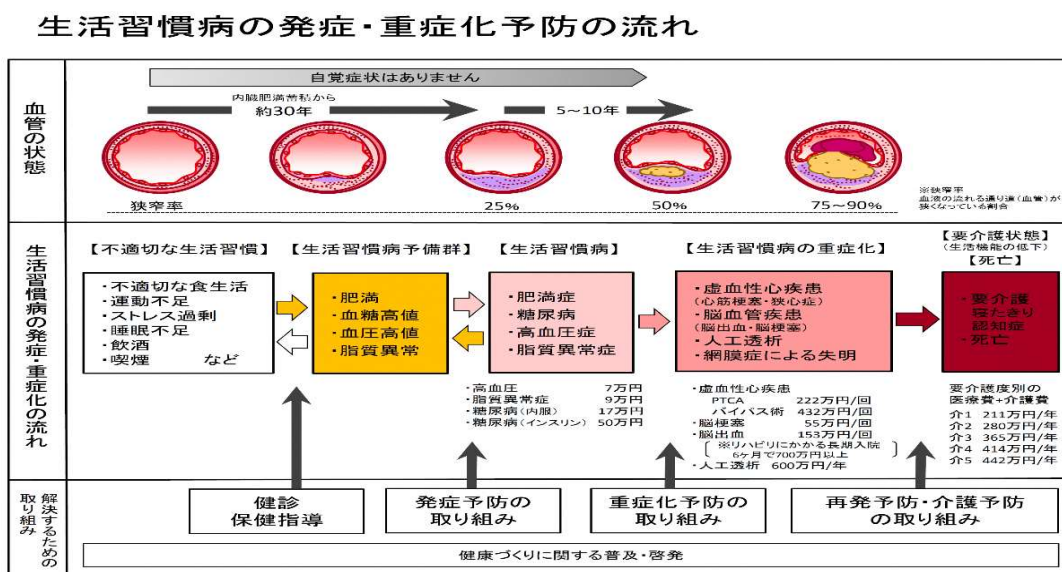 生活習慣病の発症・重症化予防の流れ
血管の状態
自覚症状はありません
内臓肥満蓄積から
約30年
5～10年
狭窄率
25%
50%
75～90%
※狭窄率
血液の流れる通り道(血管)が
狭くなっている割合
生活習慣病の発症・重症化の流れ
【不適切な生活習慣】
・不適切な食生活
・運動不足
・ストレス過剰
・睡眠不足
・飲酒
・喫煙 など
【生活習慣病予備群】
・肥満
・血糖高値
・血圧高値
・脂質異常
【生活習慣病】
・肥満症
・糖尿病
・高血圧症
・脂質異常症
・高血圧 7万円
・脂質異常症 9万円
・糖尿病(内服) 17万円
・糖尿病(インスリン) 50万円
【生活習慣病の重症化】
・虚血性心疾患
(心筋梗塞・狭心症)
・脳血管疾患
(脳出血・脳梗塞)
・人工透析
・網膜症による失明
・虚血性心疾患
PTCA 222万円/回
バイパス術 432万円/回
・脳梗塞 55万円/回
・脳出血 153万円/回
※リハビリにかかる長期入院
6ヶ月で700万円以上
・人工透析 600万円/年
【要介護状態】
(生活機能の低下)
【死亡】
・要介護
寝たきり
認知症
・死亡
要介護度別の
医療費+介護費
介1 211万円/年
介2 280万円/年
介3 365万円/年
介4 414万円/年
介5 442万円/年
解決するための
取り組み
健診
保健指導
発症予防の
取り組み
重症化予防の
取り組み
再発予防・介護予防
の取り組み
健康づくりに関する普及・啓発